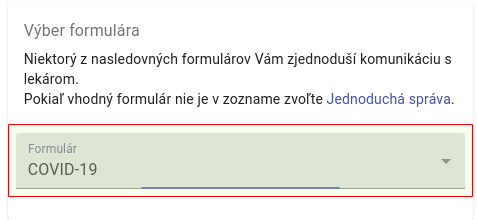 Výber formulára
Niektorý z nasledovných formulárov Vám zjednoduší komunikáciu s
lekárom.
Pokiaľ vhodný formulár nie je v zozname zvoľte Jednoduchá správa.
Formulár
COVID-19